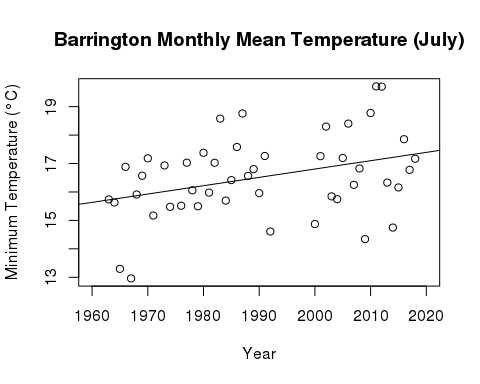 Barrington Monthly Mean Temperature (July)
Minimum Temperature (°C)
19
17
15
13
1960 1970 1980 1990 2000 2010 2020
Year